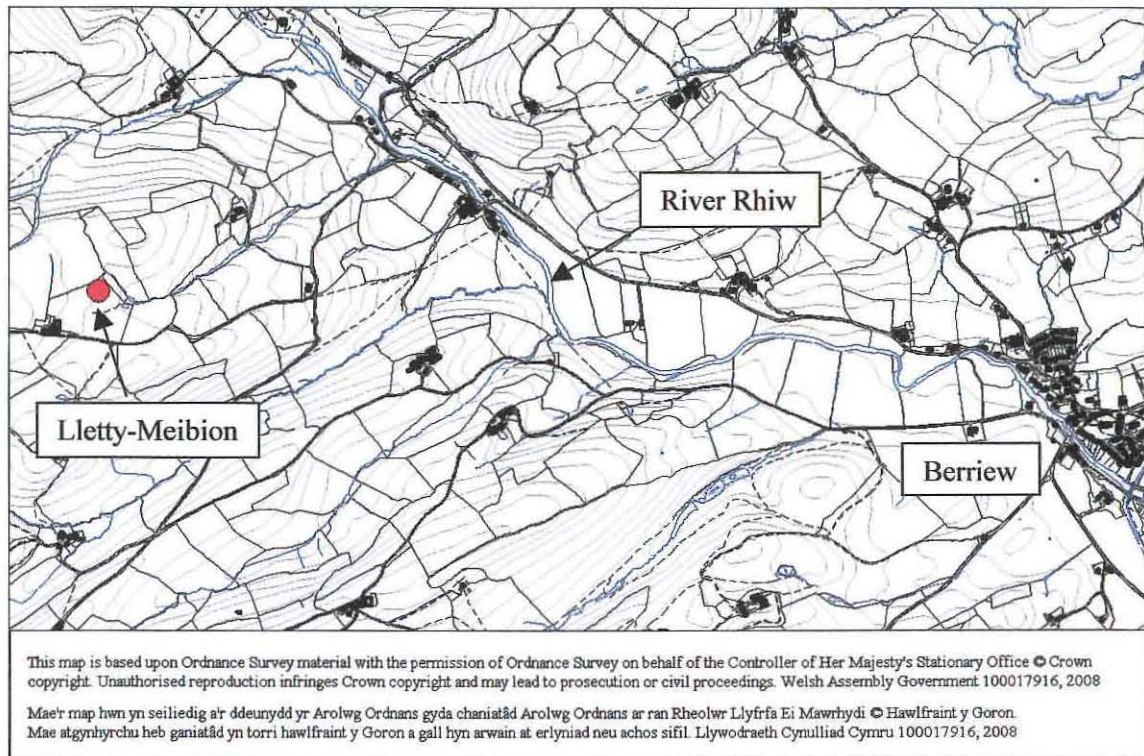 River Rhiw
Lletty-Meibion
Berriew
This map is based upon Ordnance Survey material with the permission of Ordnance Survey on behalf of the Controller of Her Majesty's Stationary Office © Crown
copyright. Unauthorised reproduction infringes Crown copyright and may lead to prosecution or civil proceedings. Welsh Assembly Government 100017916, 2008
Mae'r map hwn yn seiliedig a'r ddeunydd yr Arolwg Ordnans gyda chaniatâd Arolwg Ordnans ar ran Rheolwr Llyfrfa Ei Mawrhydi © Hawlfraint y Goron.
Mae atgynhyrchu heb ganiatâd yn torri hawlfraint y Goron a gall hyn arwain at erlyniad neu achos sifil. Llywodraeth Cynulliad Cymru 100017916, 2008